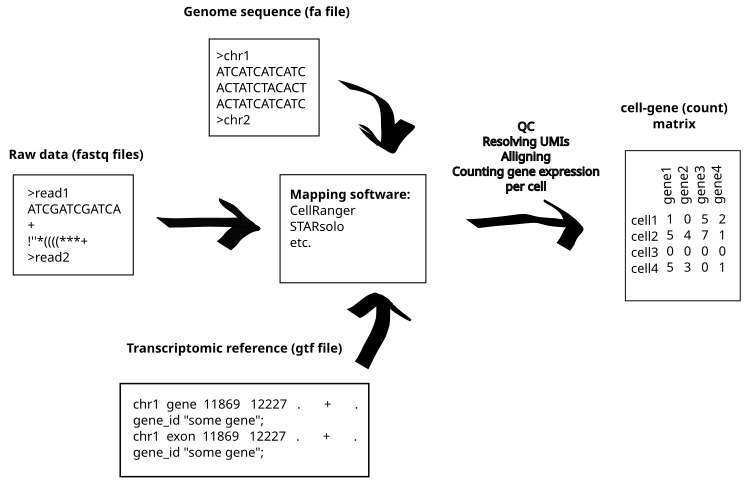 Genome sequence (fa file)
>chr1
ATCATCATCATC
ACTATCTACACT
ACTATCATCATC
>chr2
Raw data (fastq files)
>read1
ATCGATCGATCA
+
!''*((((***+
>read2
Mapping software:
CellRanger
STARsolo
etc.
QC
Resolving UMIs
Alligning
Counting gene expression
per cell
cell-gene (count)
matrix
gene1 gene2 gene3 gene4
cell1 1 0 5 2
cell2 5 4 7 1
cell3 0 0 0 0
cell4 5 3 0 1
Transcriptomic reference (gtf file)
chr1 gene 11869 12227 . + .
gene_id "some gene";
chr1 exon 11869 12227 . + .
gene_id "some gene";